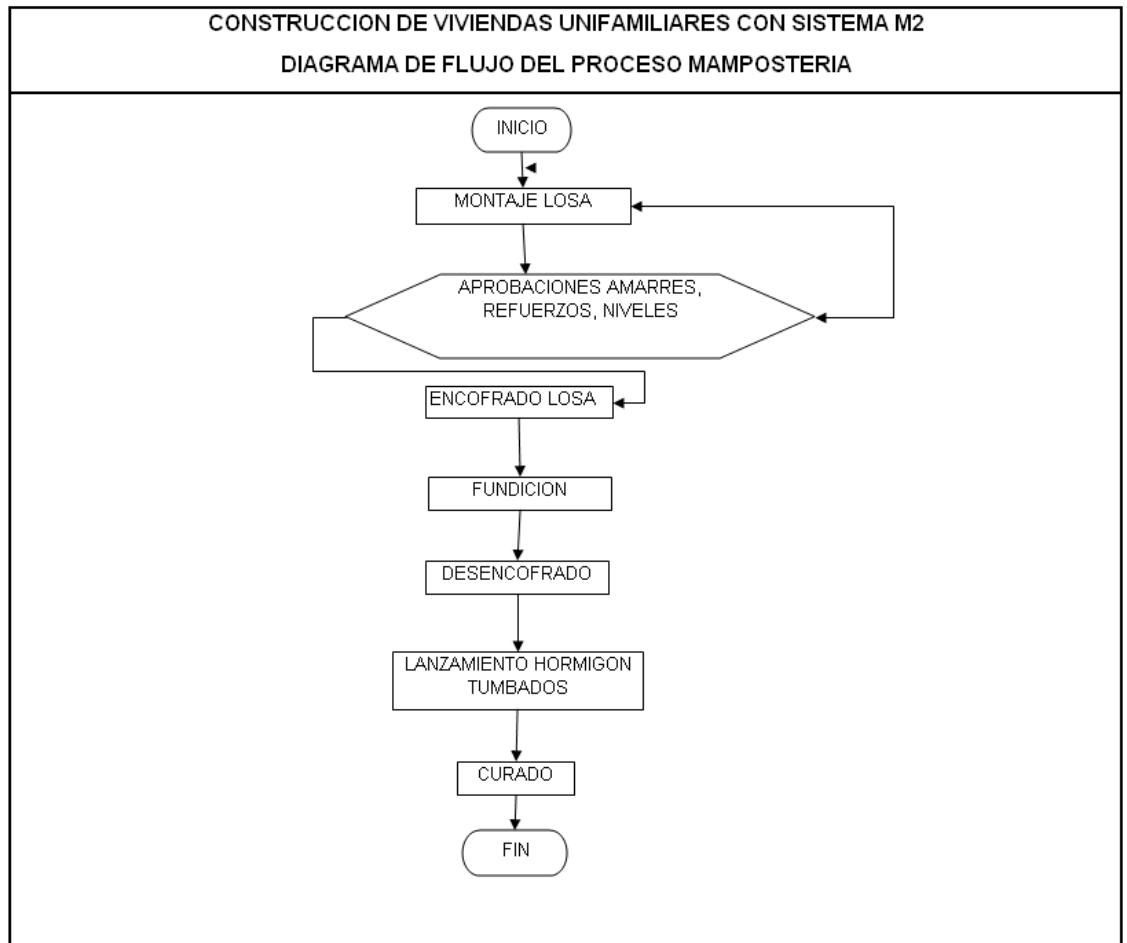 CONSTRUCCION DE VIVIENDAS UNIFAMILIARES CON SISTEMA M2
DIAGRAMA DE FLUJO DEL PROCESO MAMPOSTERIA
INICIO
MONTAJE LOSA
APROBACIONES AMARRES,
REFUERZOS, NIVELES
ENCOFRADO LOSA
FUNDICION
DESENCOFRADO
LANZAMIENTO HORMIGON
TUMBADOS
CURADO
FIN